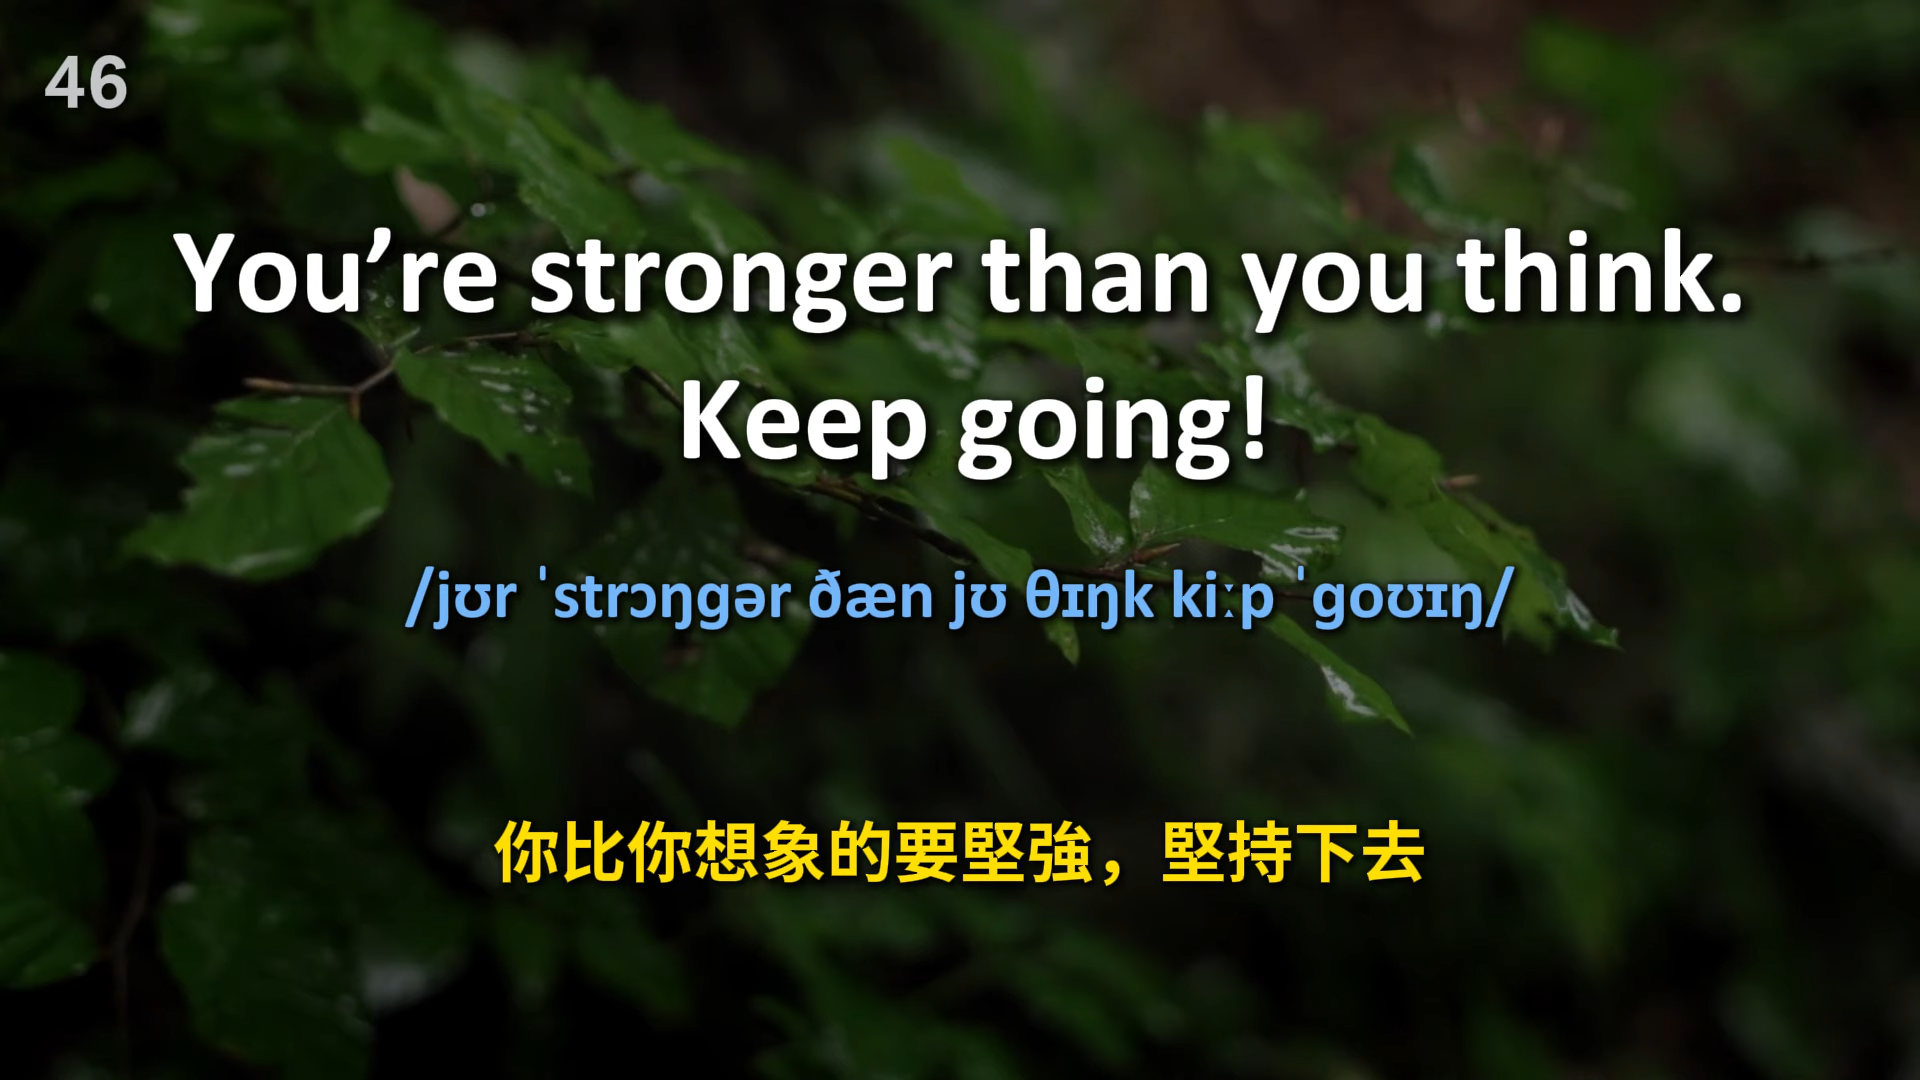 46
You’re stronger than you think.
Keep going!
/jʊr ˈstrɔŋgər ðæn jʊ θɪŋk kiːp ˈgoʊɪŋ/
你比你想象的要堅強，堅持下去